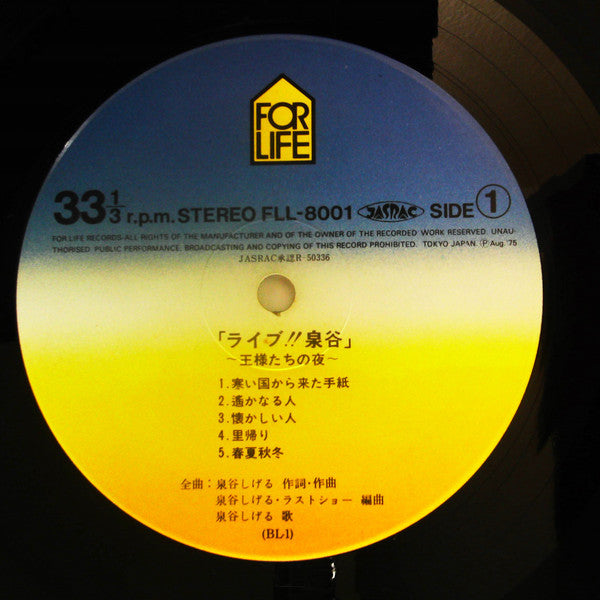 FOR
LIFE
33 1/3 r.p.m. STEREO FLL-8001 JASRAC SIDE 1
FOR LIFE RECORDS-ALL RIGHTS OF THE MANUFACTURER AND OF THE OWNER OF THE RECORDED WORK RESERVED. UNAU-
THORISED PUBLIC PERFORMANCE, BROADCASTING AND COPYING OF THIS RECORD PROHIBITED. TOKYO JAPAN. Ⓟ Aug.'75
JASRAC承認R-50336
「ライブ!!泉谷」
～王様たちの夜～
1.寒い国から来た手紙
2.遙かなる人
3.懐かしい人
4.里帰り
5.春夏秋冬
全曲：泉谷しげる 作詞・作曲
泉谷しげる・ラストショー 編曲
泉谷しげる 歌
(BL1)